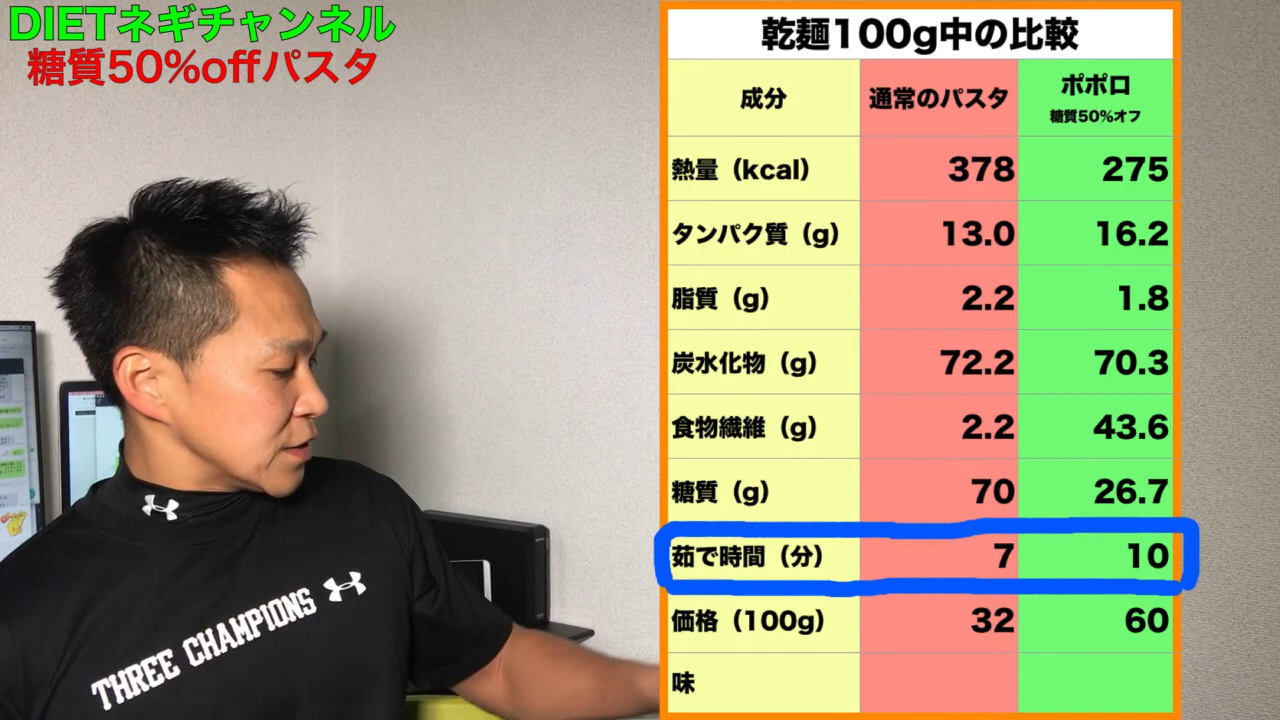 DIETネギチャンネル
糖質50%offパスタ
乾麺100g中の比較
成分 通常のパスタ ポポロ
糖質50%オフ
熱量（kcal） 378 275
タンパク質（g） 13.0 16.2
脂質（g） 2.2 1.8
炭水化物（g） 72.2 70.3
食物繊維（g） 2.2 43.6
糖質（g） 70 26.7
茹で時間（分） 7 10
価格（100g） 32 60
味
THREE CHAMPIONS